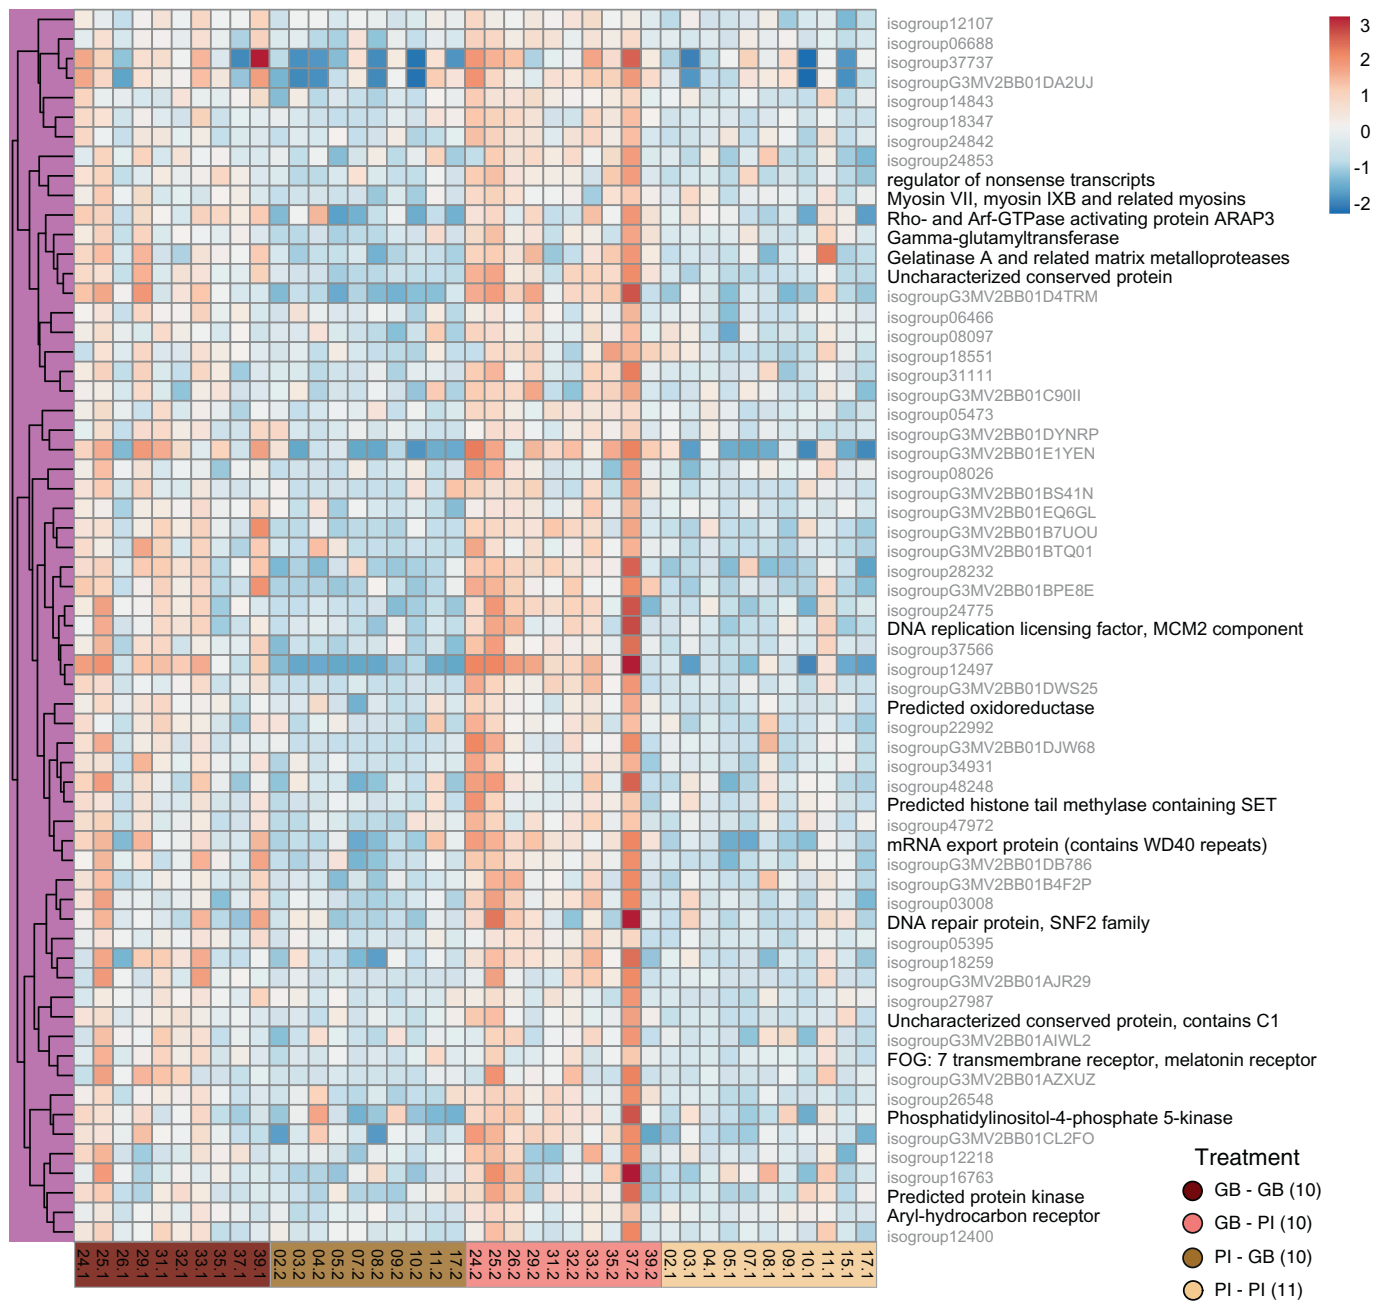 isogroup12107
isogroup06688
isogroup37737
isogroupG3MV2BB01DA2UJ
isogroup14843
isogroup18347
isogroup24842
isogroup24853
regulator of nonsense transcripts
Myosin VII, myosin IXB and related myosins
Rho- and Arf-GTPase activating protein ARAP3
Gamma-glutamyltransferase
Gelatinase A and related matrix metalloproteases
Uncharacterized conserved protein
isogroupG3MV2BB01D4TRM
isogroup06466
isogroup08097
isogroup18551
isogroup31111
isogroupG3MV2BB01C90II
isogroup05473
isogroupG3MV2BB01DYNRP
isogroupG3MV2BB01E1YEN
isogroup08026
isogroupG3MV2BB01BS41N
isogroupG3MV2BB01EQ6GL
isogroupG3MV2BB01B7UOU
isogroupG3MV2BB01BTQ01
isogroup28232
isogroupG3MV2BB01BPE8E
isogroup24775
DNA replication licensing factor, MCM2 component
isogroup37566
isogroup12497
isogroupG3MV2BB01DWS25
Predicted oxidoreductase
isogroup22992
isogroupG3MV2BB01DJW68
isogroup34931
isogroup48248
Predicted histone tail methylase containing SET
isogroup47972
mRNA export protein (contains WD40 repeats)
isogroupG3MV2BB01DB786
isogroupG3MV2BB01B4F2P
isogroup03008
DNA repair protein, SNF2 family
isogroup05395
isogroup18259
isogroupG3MV2BB01AJR29
isogroup27987
Uncharacterized conserved protein, contains C1
isogroupG3MV2BB01AIWL2
FOG: 7 transmembrane receptor, melatonin receptor
isogroupG3MV2BB01AZXUZ
isogroup26548
Phosphatidylinositol-4-phosphate 5-kinase
isogroupG3MV2BB01CL2FO
isogroup12218
isogroup16763
Predicted protein kinase
Aryl-hydrocarbon receptor
isogroup12400
3
2
1
0
-1
-2
24.1
25.1
26.1
29.1
31.1
32.1
33.1
35.1
37.1
39.1
02.2
03.2
04.2
05.2
07.2
08.2
09.2
10.2
11.2
17.2
24.2
25.2
26.2
29.2
31.2
32.2
33.2
35.2
37.2
39.2
02.1
03.1
04.1
05.1
07.1
08.1
09.1
10.1
11.1
15.1
17.1
Treatment
GB - GB (10)
GB - PI (10)
PI - GB (10)
PI - PI (11)